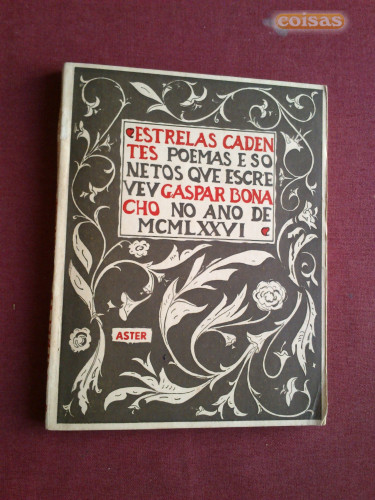 coisas
ESTRELAS CADEN
TES POEMAS E SO
NETOS QVE ESCRE
VEV GASPAR BONA
CHO NO ANO DE
MCMLXXVI
ASTER